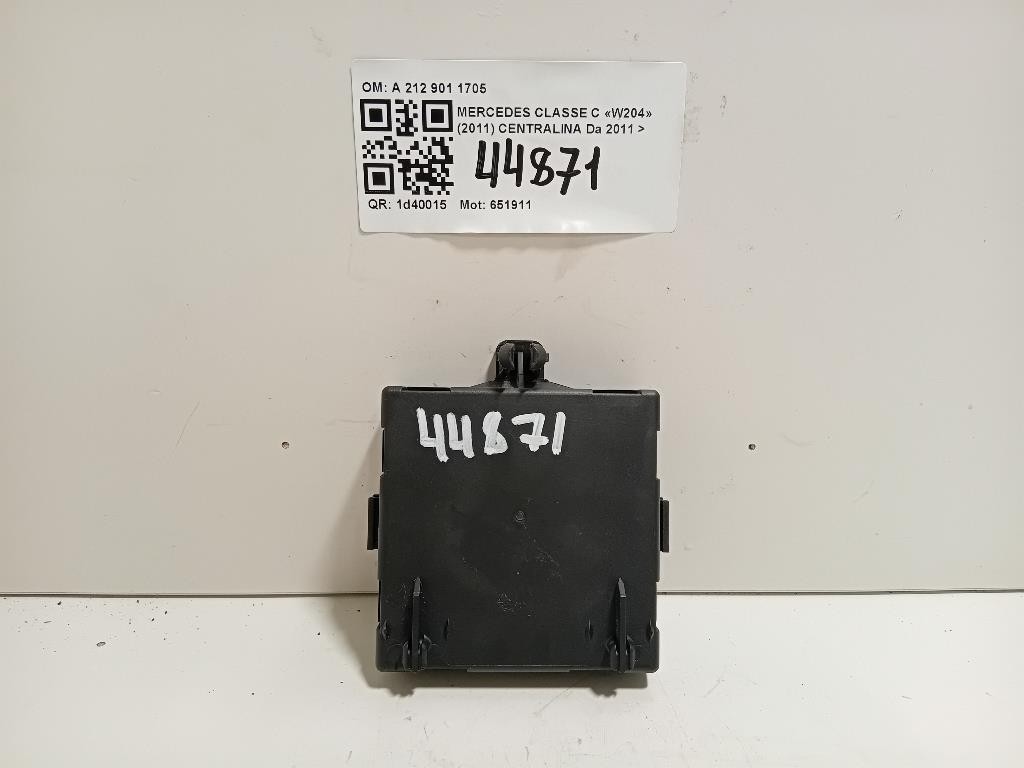 OM: A 212 901 1705
MERCEDES CLASSE C «W204»
(2011) CENTRALINA Da 2011 >
44871
QR: 1d40015 Mot: 651911
44871